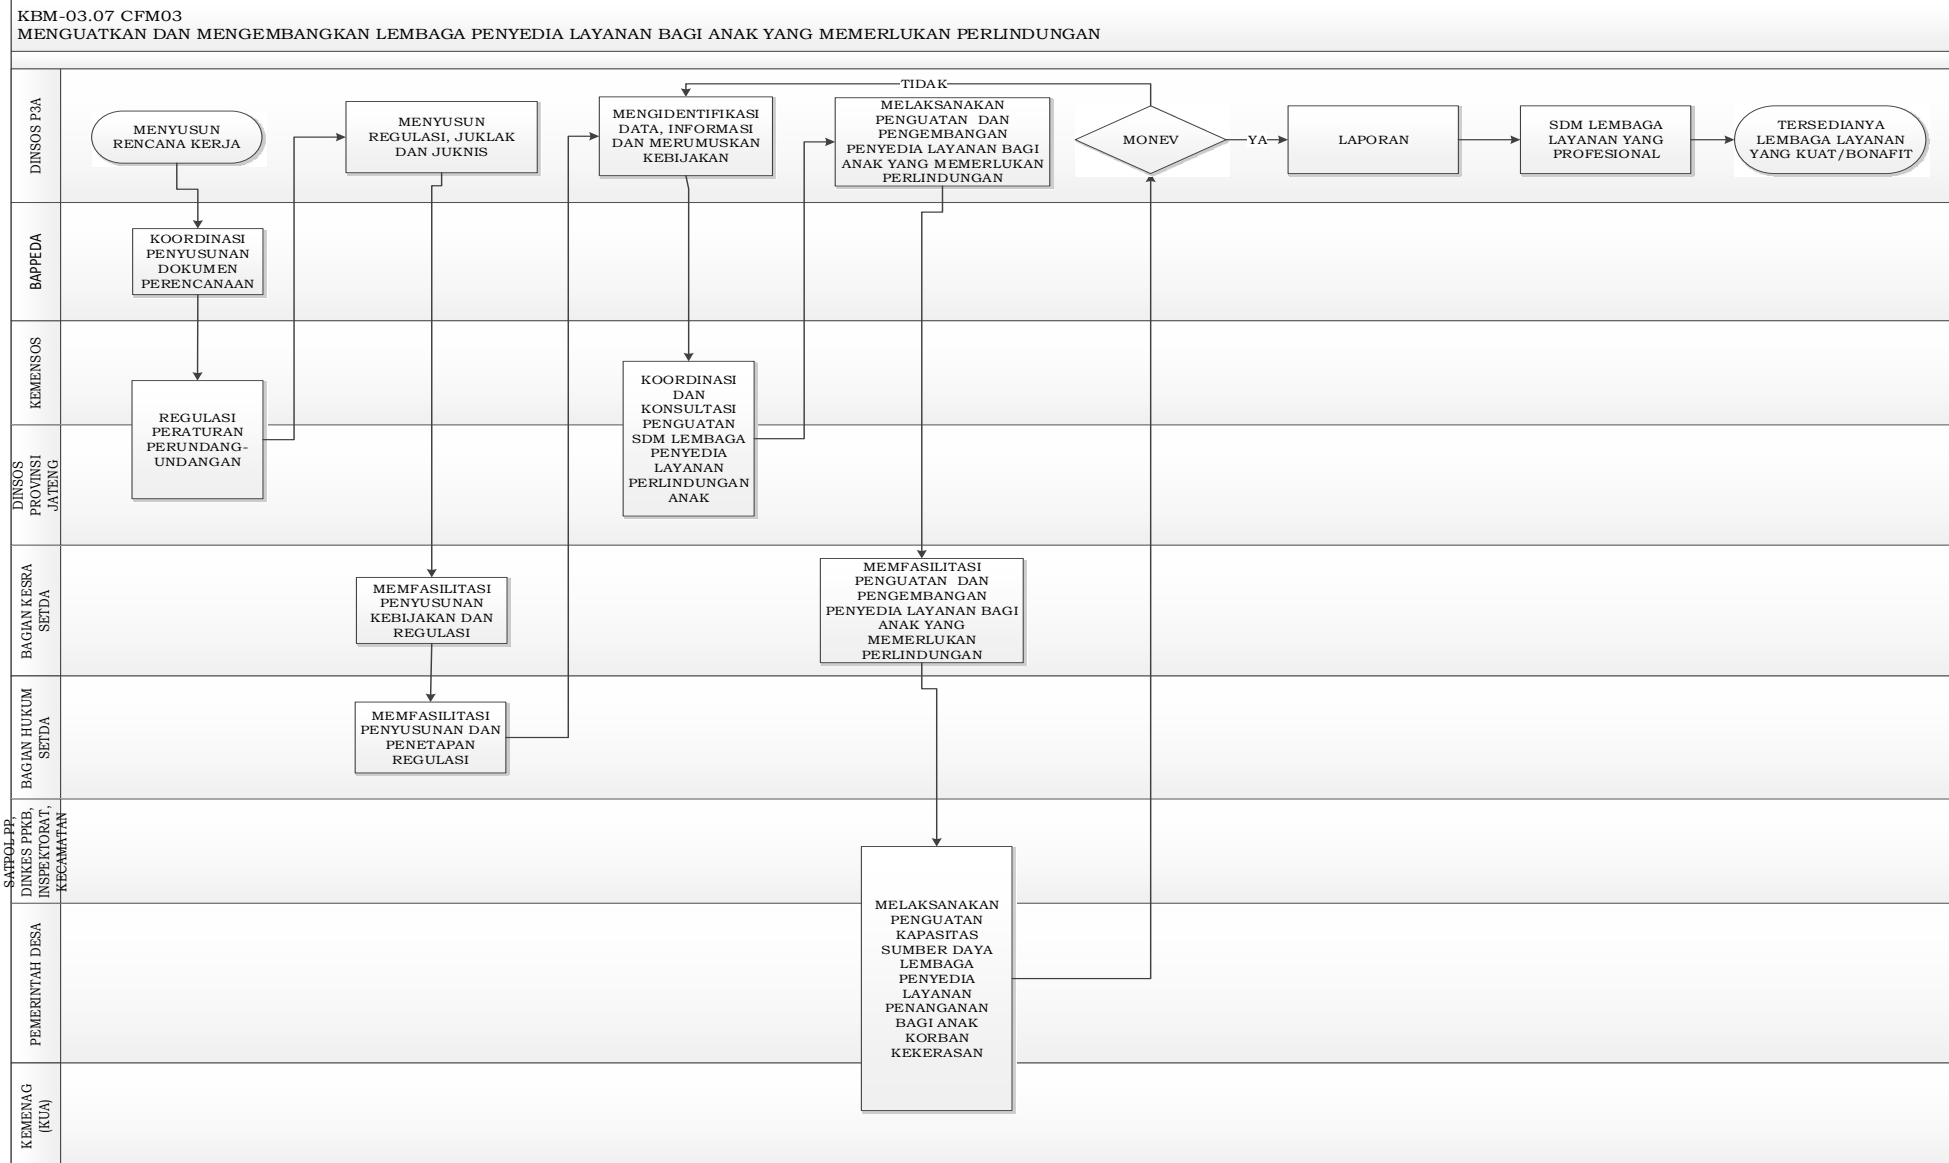 KBM-03.07 CFM03
MENGUATKAN DAN MENGEMBANGKAN LEMBAGA PENYEDIA LAYANAN BAGI ANAK YANG MEMERLUKAN PERLINDUNGAN
DINSOS P3A
MENYUSUN
RENCANA KERJA
MENYUSUN
REGULASI, JUKLAK
DAN JUKNIS
TIDAK
MENGIDENTIFIKASI
DATA, INFORMASI
DAN MERUMUSKAN
KEBIJAKAN
MELAKSANAKAN
PENGUATAN DAN
PENGEMBANGAN
PENYEDIA LAYANAN BAGI
ANAK YANG MEMERLUKAN
PERLINDUNGAN
MONEV
YA
LAPORAN
SDM LEMBAGA
LAYANAN YANG
PROFESIONAL
TERSEDIANYA
LEMBAGA LAYANAN
YANG KUAT/BONAFIT
BAPPEDA
KOORDINASI
PENYUSUNAN
DOKUMEN
PERENCANAAN
KEMENSOS
REGULASI
PERATURAN
PERUNDANG-
UNDANGAN
KOORDINASI
DAN
KONSULTASI
PENGUATAN
SDM LEMBAGA
PENYEDIA
LAYANAN
PERLINDUNGAN
ANAK
DINSOS
PROVINSI
JATENG
BAGIAN KESRA
SETDA
MEMFASILITASI
PENYUSUNAN
KEBIJAKAN DAN
REGULASI
MEMFASILITASI
PENGUATAN DAN
PENGEMBANGAN
PENYEDIA LAYANAN BAGI
ANAK YANG
MEMERLUKAN
PERLINDUNGAN
BAGIAN HUKUM
SETDA
MEMFASILITASI
PENYUSUNAN DAN
PENETAPAN
REGULASI
SATPOL PP,
DINKES PPKB,
INSPEKTORAT,
KECAMATAN
MELAKSANAKAN
PENGUATAN
KAPASITAS
SUMBER DAYA
LEMBAGA
PENYEDIA
LAYANAN
PENANGANAN
BAGI ANAK
KORBAN
KEKERASAN
PEMERINTAH DESA
KEMENAG
(KUA)